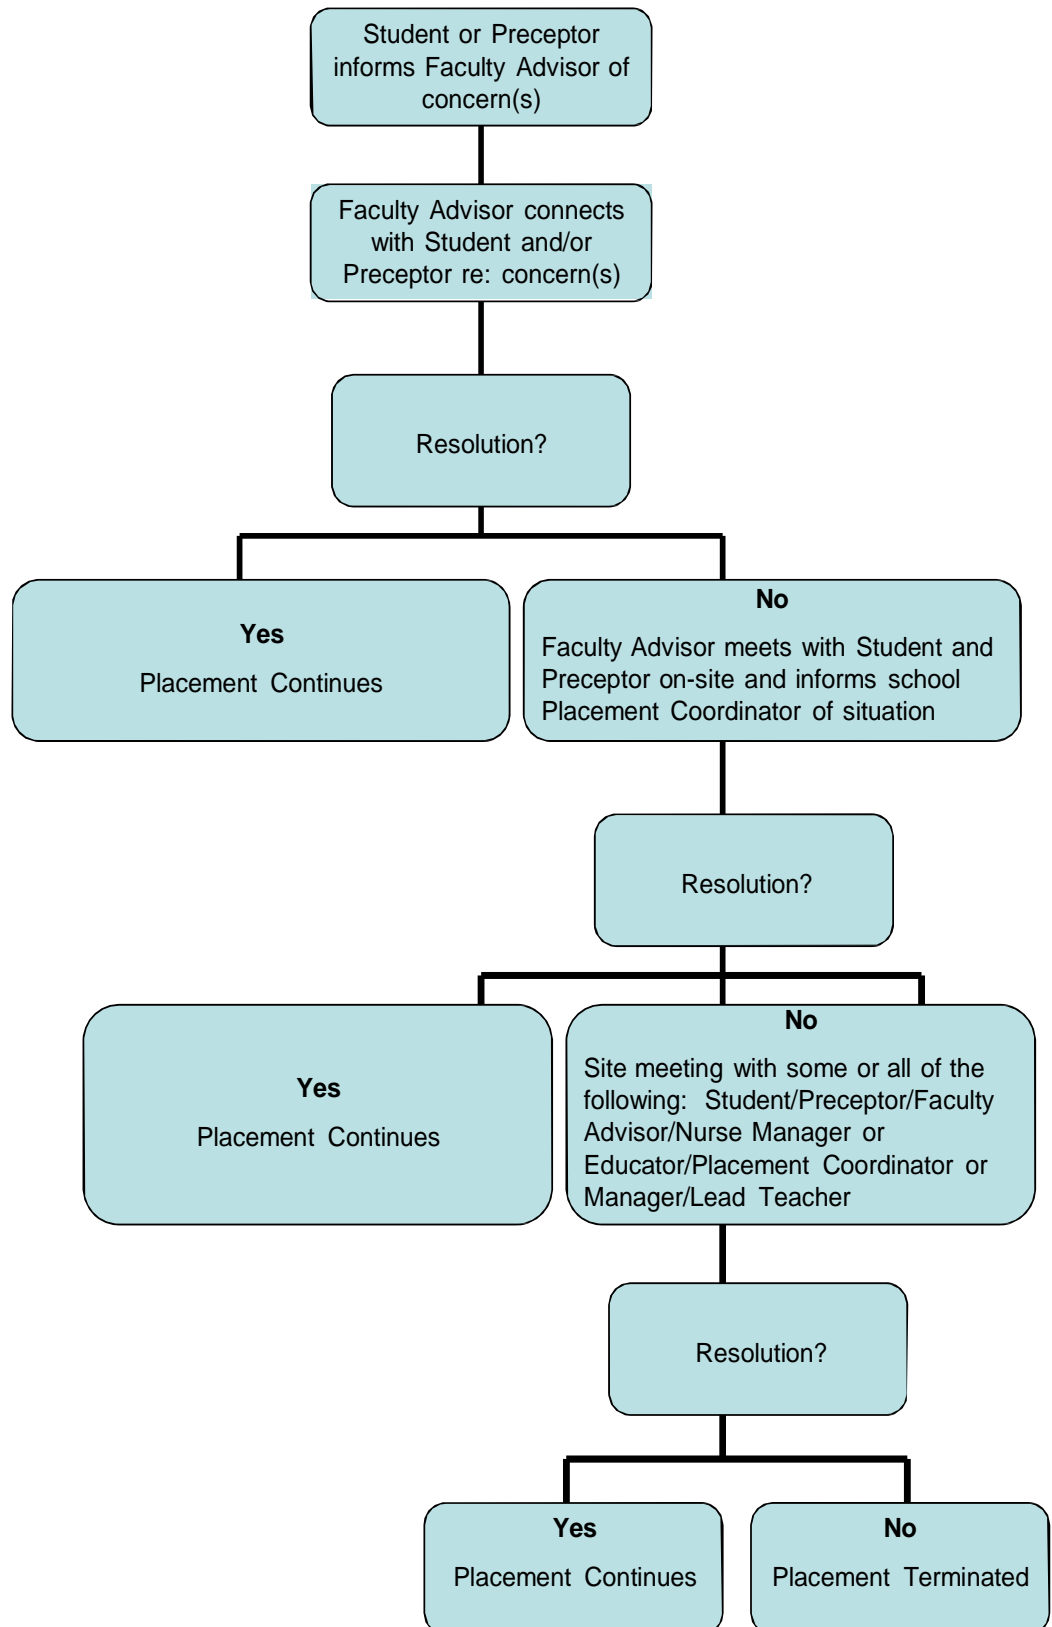 Student or Preceptor
informs Faculty Advisor of
concern(s)
Faculty Advisor connects
with Student and/or
Preceptor re: concern(s)
Resolution?
Yes
Placement Continues
No
Faculty Advisor meets with Student and
Preceptor on-site and informs school
Placement Coordinator of situation
Resolution?
Yes
Placement Continues
No
Site meeting with some or all of the
following: Student/Preceptor/Faculty
Advisor/Nurse Manager or
Educator/Placement Coordinator or
Manager/Lead Teacher
Resolution?
Yes
Placement Continues
No
Placement Terminated